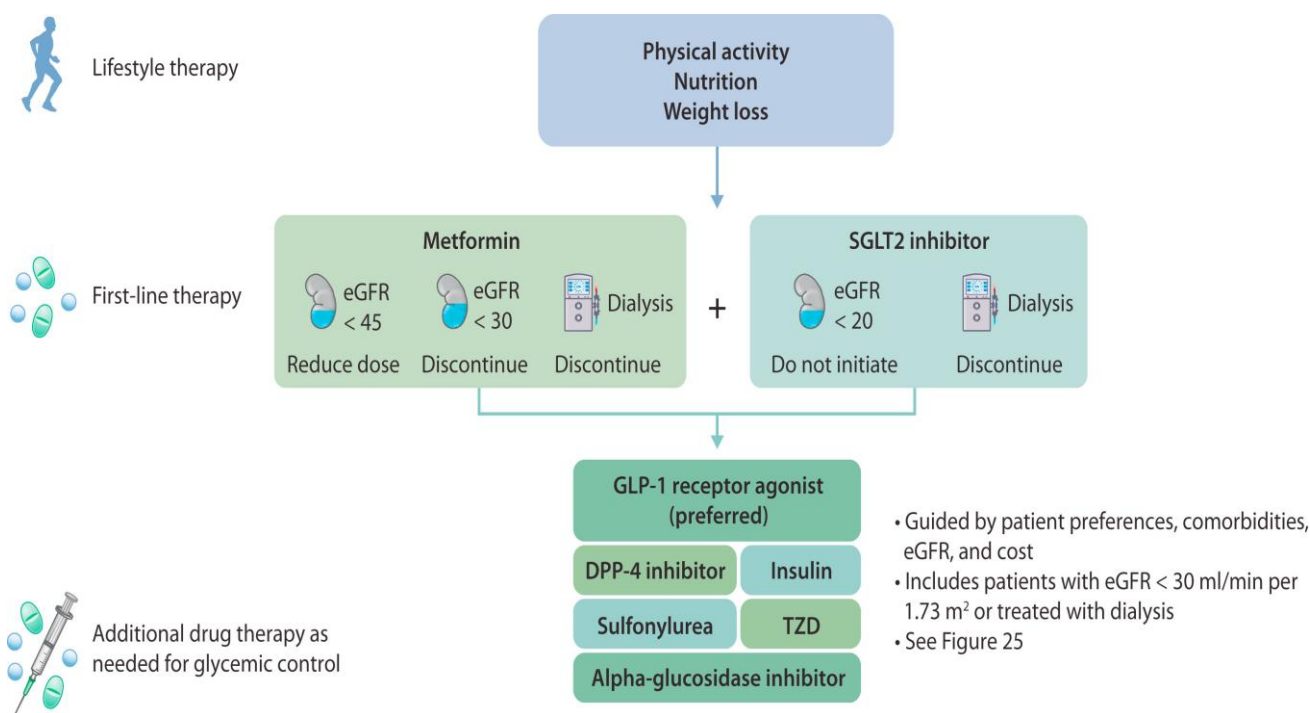 Lifestyle therapy
Physical activity
Nutrition
Weight loss
First-line therapy
Metformin
eGFR
< 45
Reduce dose
eGFR
< 30
Discontinue
Dialysis
Discontinue
+
SGLT2 inhibitor
eGFR
< 20
Do not initiate
Dialysis
Discontinue
Additional drug therapy as
needed for glycemic control
GLP-1 receptor agonist
(preferred)
DPP-4 inhibitor
Insulin
Sulfonylurea
TZD
Alpha-glucosidase inhibitor
• Guided by patient preferences, comorbidities,
eGFR, and cost
• Includes patients with eGFR < 30 ml/min per
1.73 m² or treated with dialysis
• See Figure 25